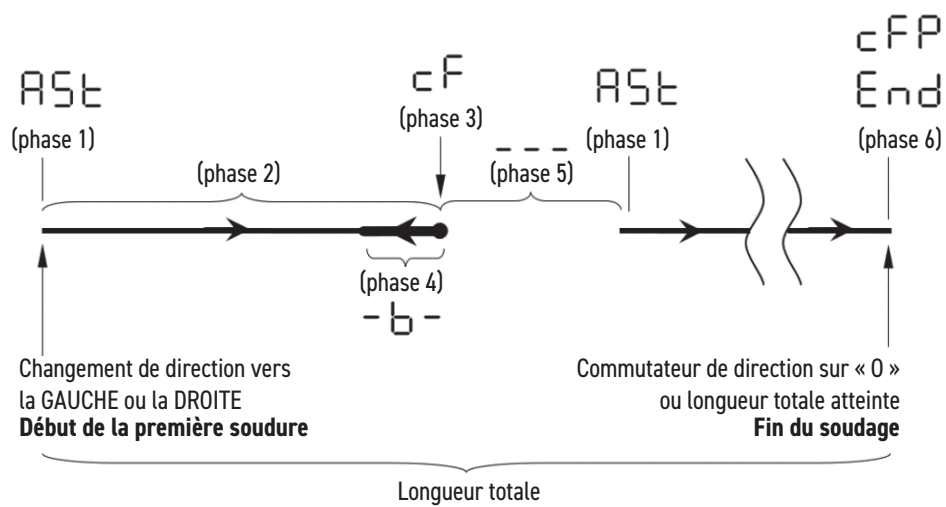 cFP
ASt cF ASt End
(phase 1) (phase 3) (phase 1) (phase 6)
- - -
(phase 2) (phase 5)
(phase 4)
-b-
Changement de direction vers
la GAUCHE ou la DROITE
Début de la première soudure
Commutateur de direction sur « O »
ou longueur totale atteinte
Fin du soudage
Longueur totale